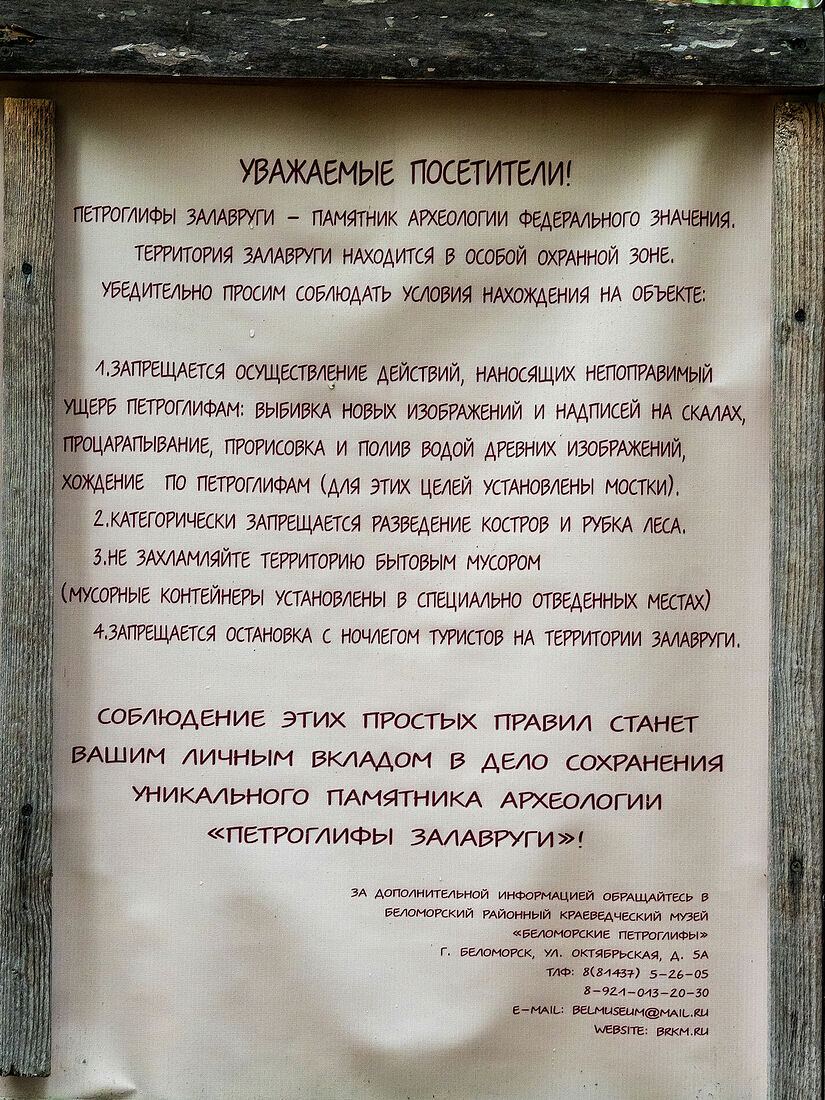 УВАЖАЕМЫЕ ПОСЕТИТЕЛИ!
ПЕТРОГЛИФЫ ЗАЛАВРУГИ – ПАМЯТНИК АРХЕОЛОГИИ ФЕДЕРАЛЬНОГО ЗНАЧЕНИЯ.
ТЕРРИТОРИЯ ЗАЛАВРУГИ НАХОДИТСЯ В ОСОБОЙ ОХРАННОЙ ЗОНЕ.
УБЕДИТЕЛЬНО ПРОСИМ СОБЛЮДАТЬ УСЛОВИЯ НАХОЖДЕНИЯ НА ОБЪЕКТЕ:
1.ЗАПРЕЩАЕТСЯ ОСУЩЕСТВЛЕНИЕ ДЕЙСТВИЙ, НАНОСЯЩИХ НЕПОПРАВИМЫЙ
УЩЕРБ ПЕТРОГЛИФАМ: ВЫБИВКА НОВЫХ ИЗОБРАЖЕНИЙ И НАДПИСЕЙ НА СКАЛАХ,
ПРОЦАРАПЫВАНИЕ, ПРОРИСОВКА И ПОЛИВ ВОДОЙ ДРЕВНИХ ИЗОБРАЖЕНИЙ,
ХОЖДЕНИЕ ПО ПЕТРОГЛИФАМ (ДЛЯ ЭТИХ ЦЕЛЕЙ УСТАНОВЛЕНЫ МОСТКИ).
2.КАТЕГОРИЧЕСКИ ЗАПРЕЩАЕТСЯ РАЗВЕДЕНИЕ КОСТРОВ И РУБКА ЛЕСА.
3.НЕ ЗАХЛАМЛЯЙТЕ ТЕРРИТОРИЮ БЫТОВЫМ МУСОРОМ
(МУСОРНЫЕ КОНТЕЙНЕРЫ УСТАНОВЛЕНЫ В СПЕЦИАЛЬНО ОТВЕДЕННЫХ МЕСТАХ)
4.ЗАПРЕЩАЕТСЯ ОСТАНОВКА С НОЧЛЕГОМ ТУРИСТОВ НА ТЕРРИТОРИИ ЗАЛАВРУГИ.
СОБЛЮДЕНИЕ ЭТИХ ПРОСТЫХ ПРАВИЛ СТАНЕТ
ВАШИМ ЛИЧНЫМ ВКЛАДОМ В ДЕЛО СОХРАНЕНИЯ
УНИКАЛЬНОГО ПАМЯТНИКА АРХЕОЛОГИИ
«ПЕТРОГЛИФЫ ЗАЛАВРУГИ»!
ЗА ДОПОЛНИТЕЛЬНОЙ ИНФОРМАЦИЕЙ ОБРАЩАЙТЕСЬ В
БЕЛОМОРСКИЙ РАЙОННЫЙ КРАЕВЕДЧЕСКИЙ МУЗЕЙ
«БЕЛОМОРСКИЕ ПЕТРОГЛИФЫ»
Г. БЕЛОМОРСК, УЛ. ОКТЯБРЬСКАЯ, Д. 5А
ТЛФ: 8(81437) 5-26-05
8-921-013-20-30
E-MAIL: BELMUSEUM@MAIL.RU
WEBSITE: BRKM.RU